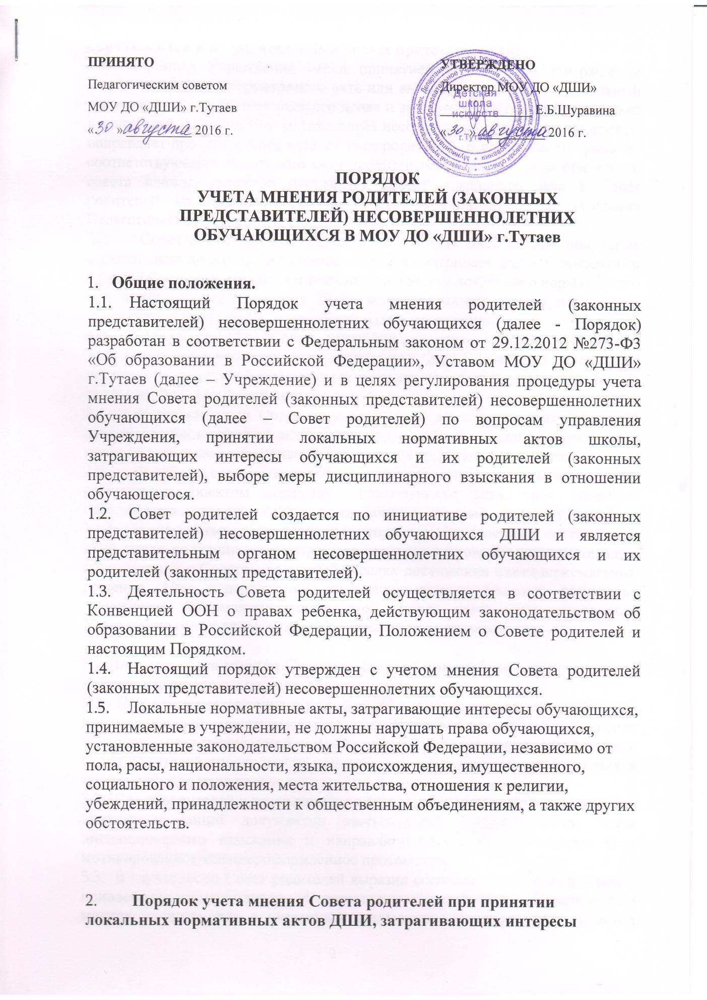 ПРИНЯТО
Педагогическим советом
МОУ ДО «ДШИ» г.Тутаев
«30» августа 2016 г.
УТВЕРЖДЕНО
Директор МОУ ДО «ДШИ»
Е.Б.Шуравина
«30» августа 2016 г.
Детская
школа
искусств
г.Тутаев
ПОРЯДОК
УЧЕТА МНЕНИЯ РОДИТЕЛЕЙ (ЗАКОННЫХ
ПРЕДСТАВИТЕЛЕЙ) НЕСОВЕРШЕННОЛЕТНИХ
ОБУЧАЮЩИХСЯ В МОУ ДО «ДШИ» г.Тутаев
1. Общие положения.
1.1. Настоящий Порядок учета мнения родителей (законных
представителей) несовершеннолетних обучающихся (далее - Порядок)
разработан в соответствии с Федеральным законом от 29.12.2012 №273-ФЗ
«Об образовании в Российской Федерации», Уставом МОУ ДО «ДШИ»
г.Тутаев (далее – Учреждение) и в целях регулирования процедуры учета
мнения Совета родителей (законных представителей) несовершеннолетних
обучающихся (далее – Совет родителей) по вопросам управления
Учреждения, принятии локальных нормативных актов школы,
затрагивающих интересы обучающихся и их родителей (законных
представителей), выборе меры дисциплинарного взыскания в отношении
обучающегося.
1.2. Совет родителей создается по инициативе родителей (законных
представителей) несовершеннолетних обучающихся ДШИ и является
представительным органом несовершеннолетних обучающихся и их
родителей (законных представителей).
1.3. Деятельность Совета родителей осуществляется в соответствии с
Конвенцией ООН о правах ребенка, действующим законодательством об
образовании в Российской Федерации, Положением о Совете родителей и
настоящим Порядком.
1.4. Настоящий порядок утвержден с учетом мнения Совета родителей
(законных представителей) несовершеннолетних обучающихся.
1.5. Локальные нормативные акты, затрагивающие интересы обучающихся,
принимаемые в учреждении, не должны нарушать права обучающихся,
установленные законодательством Российской Федерации, независимо от
пола, расы, национальности, языка, происхождения, имущественного,
социального и положения, места жительства, отношения к религии,
убеждений, принадлежности к общественным объединениям, а также других
обстоятельств.
2. Порядок учета мнения Совета родителей при принятии
локальных нормативных актов ДШИ, затрагивающих интересы